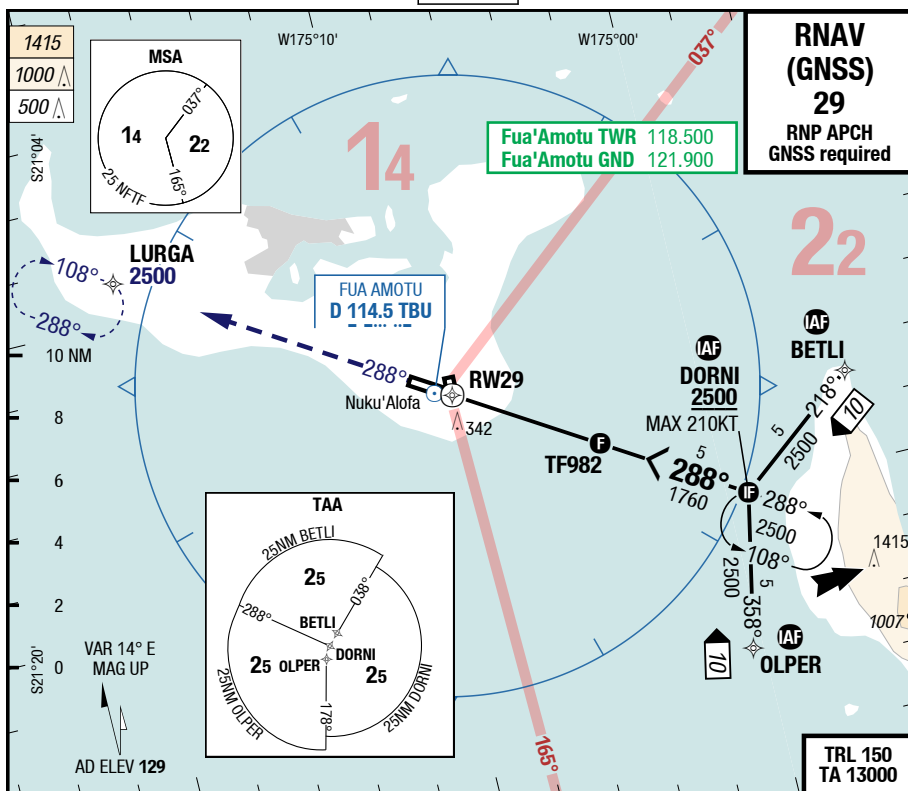 1415
1000
500
MSA
037°
14
22
165°
25 NFTF
W175°10'
W175°00'
037°
RNAV
(GNSS)
29
RNP APCH
GNSS required
S21°04'
14
Fua'Amotu TWR 118.500
Fua'Amotu GND 121.900
22
LURGA
2500
108°
288°
10 NM
8
6
4
2
0
FUA AMOTU
D 114.5 TBU
288°
Nuku'Alofa
RW29
342
IAF
DORNI
2500
MAX 210KT
IAF
BETLI
218°
10
5
2500
TF982
F
5
288°
1760
IF
288°
2500
108°
2500
5
358°
10
IAF
OLPER
1415
1007
TAA
25NM BETLI
25
038°
288°
BETLI
DORNI
25
OLPER
25
25NM OLPER
178°
25NM DORNI
165°
S21°20'
VAR 14° E
MAG UP
AD ELEV 129
TRL 150
TA 13000